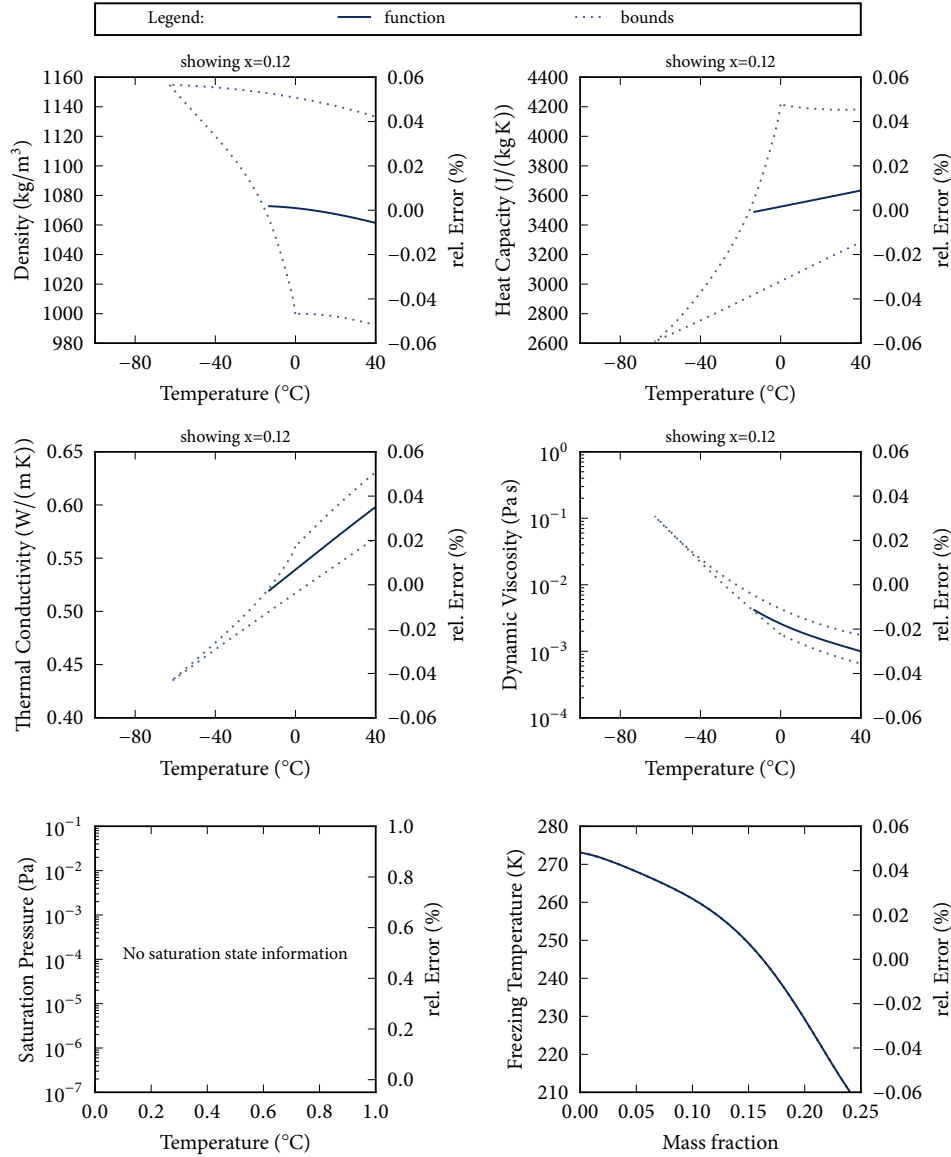 Legend: function bounds
showing x=0.12
1160
1140
1120
1100
1080
1060
1040
1020
1000
980
Density (kg/m³)
−80 −40 0 40
Temperature (°C)
0.06
0.04
0.02
0.00
−0.02
−0.04
−0.06
rel. Error (%)
showing x=0.12
4400
4200
4000
3800
3600
3400
3200
3000
2800
2600
Heat Capacity (J/(kg K))
−80 −40 0 40
Temperature (°C)
0.06
0.04
0.02
0.00
−0.02
−0.04
−0.06
rel. Error (%)
showing x=0.12
0.65
0.60
0.55
0.50
0.45
0.40
Thermal Conductivity (W/(m K))
−80 −40 0 40
Temperature (°C)
0.06
0.04
0.02
0.00
−0.02
−0.04
−0.06
rel. Error (%)
showing x=0.12
10⁰
10⁻¹
10⁻²
10⁻³
10⁻⁴
Dynamic Viscosity (Pa s)
−80 −40 0 40
Temperature (°C)
0.06
0.04
0.02
0.00
−0.02
−0.04
−0.06
rel. Error (%)
10⁻¹
10⁻²
10⁻³
10⁻⁴
10⁻⁵
10⁻⁶
10⁻⁷
Saturation Pressure (Pa)
No saturation state information
0.0 0.2 0.4 0.6 0.8 1.0
Temperature (°C)
1.0
0.8
0.6
0.4
0.2
0.0
rel. Error (%)
280
270
260
250
240
230
220
210
Freezing Temperature (K)
0.00 0.05 0.10 0.15 0.20 0.25
Mass fraction
0.06
0.04
0.02
0.00
−0.02
−0.04
−0.06
rel. Error (%)